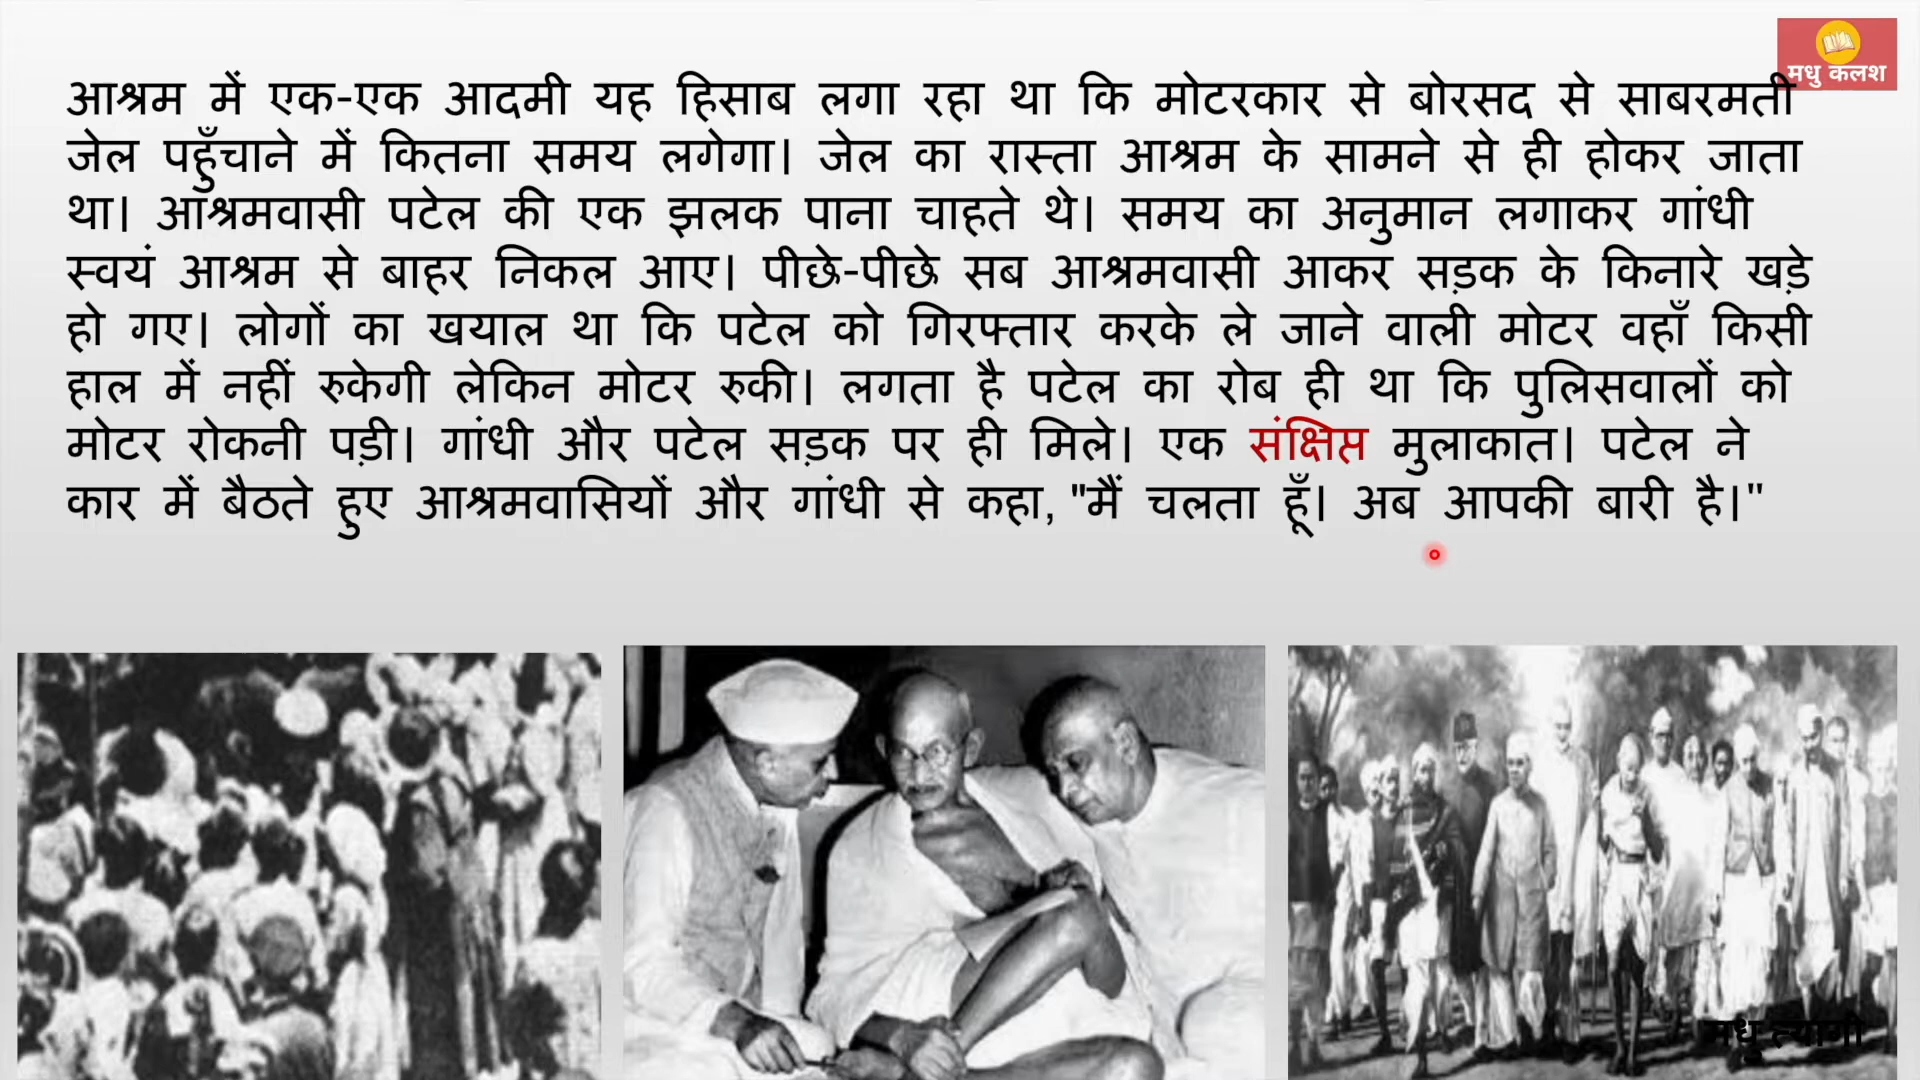 मधु कलश
आश्रम में एक-एक आदमी यह हिसाब लगा रहा था कि मोटरकार से बोरसद से साबरमती
जेल पहुँचाने में कितना समय लगेगा। जेल का रास्ता आश्रम के सामने से ही होकर जाता
था। आश्रमवासी पटेल की एक झलक पाना चाहते थे। समय का अनुमान लगाकर गांधी
स्वयं आश्रम से बाहर निकल आए। पीछे-पीछे सब आश्रमवासी आकर सड़क के किनारे खड़े
हो गए। लोगों का खयाल था कि पटेल को गिरफ्तार करके ले जाने वाली मोटर वहाँ किसी
हाल में नहीं रुकेगी लेकिन मोटर रुकी। लगता है पटेल का रोब ही था कि पुलिसवालों को
मोटर रोकनी पड़ी। गांधी और पटेल सड़क पर ही मिले। एक संक्षिप्त मुलाकात। पटेल ने
कार में बैठते हुए आश्रमवासियों और गांधी से कहा, "मैं चलता हूँ। अब आपकी बारी है।"
मधु त्यागी